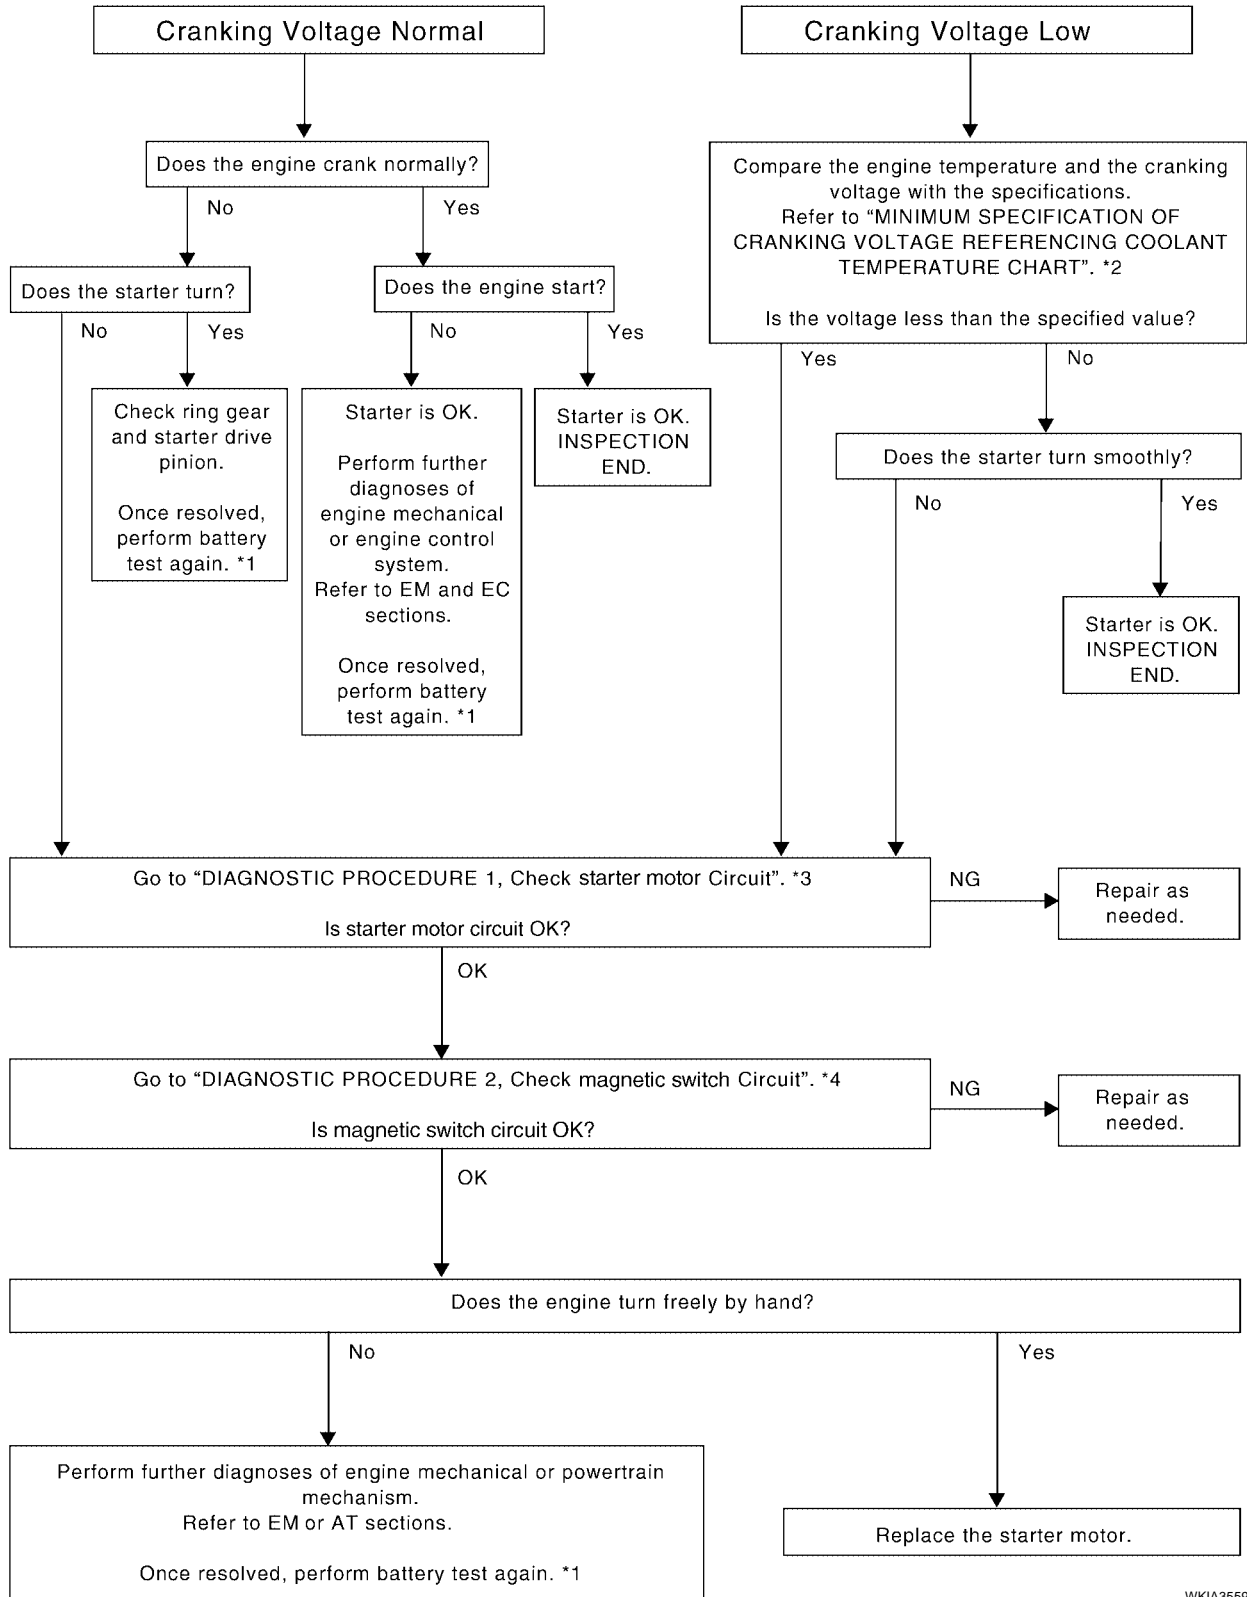 Cranking Voltage Normal
Cranking Voltage Low
Does the engine crank normally?
No
Yes
Does the starter turn?
No
Yes
Does the engine start?
No
Yes
Check ring gear
and starter drive
pinion.
Once resolved,
perform battery
test again. *1
Starter is OK.
Perform further
diagnoses of
engine mechanical
or engine control
system.
Refer to EM and EC
sections.
Once resolved,
perform battery
test again. *1
Starter is OK.
INSPECTION
END.
Compare the engine temperature and the cranking
voltage with the specifications.
Refer to “MINIMUM SPECIFICATION OF
CRANKING VOLTAGE REFERENCING COOLANT
TEMPERATURE CHART”. *2
Is the voltage less than the specified value?
Yes
No
Does the starter turn smoothly?
No
Yes
Starter is OK.
INSPECTION
END.
Go to “DIAGNOSTIC PROCEDURE 1, Check starter motor Circuit”. *3
Is starter motor circuit OK?
NG
Repair as
needed.
OK
Go to “DIAGNOSTIC PROCEDURE 2, Check magnetic switch Circuit”. *4
Is magnetic switch circuit OK?
NG
Repair as
needed.
OK
Does the engine turn freely by hand?
No
Yes
Perform further diagnoses of engine mechanical or powertrain
mechanism.
Refer to EM or AT sections.
Once resolved, perform battery test again. *1
Replace the starter motor.